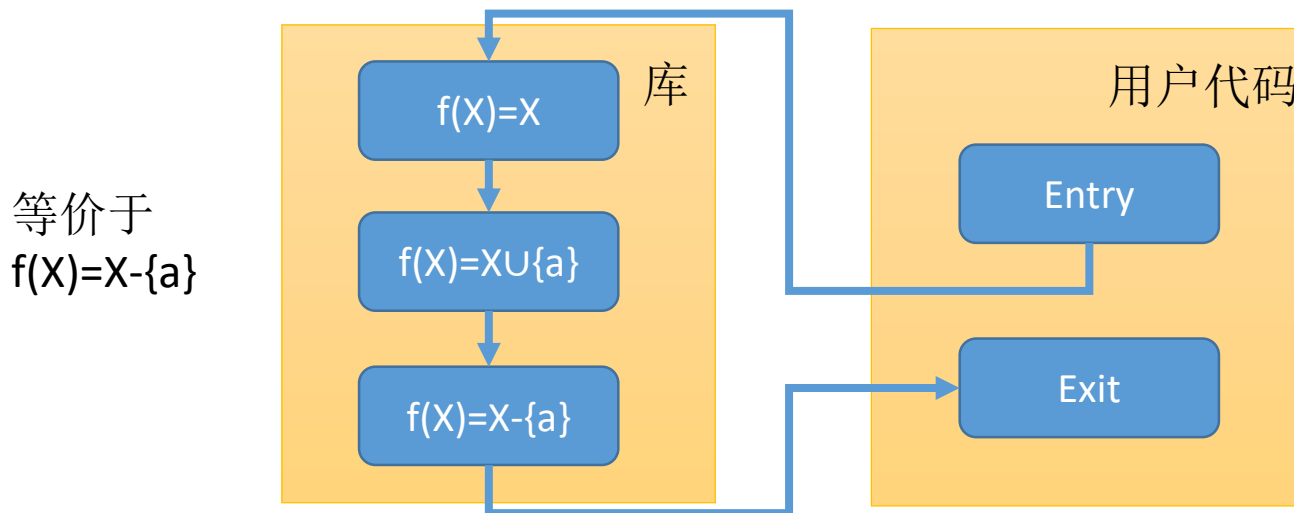 等价于
f(X)=X-{a}
库
f(X)=X
f(X)=X∪{a}
f(X)=X-{a}
用户代码
Entry
Exit